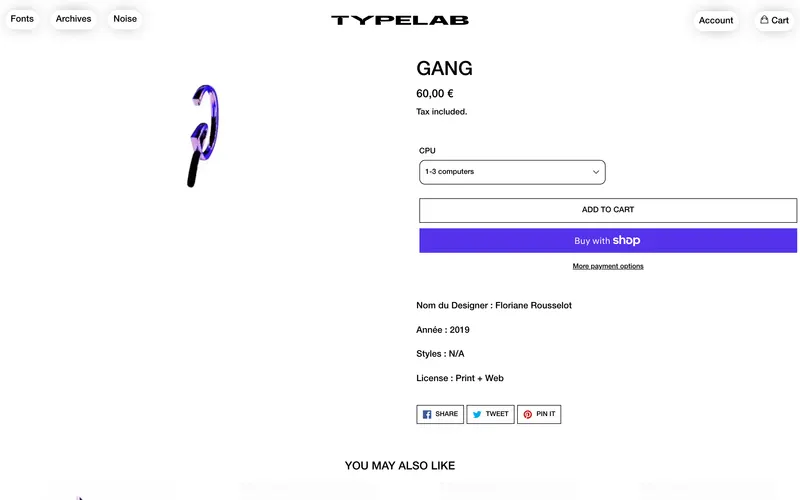 Fonts
Archives
Noise
TYPELAB
Account
Cart
GANG
60,00 €
Tax included.
CPU
1-3 computers
ADD TO CART
Buy with shop
More payment options
Nom du Designer : Floriane Rousselot
Année : 2019
Styles : N/A
License : Print + Web
SHARE
TWEET
PIN IT
YOU MAY ALSO LIKE